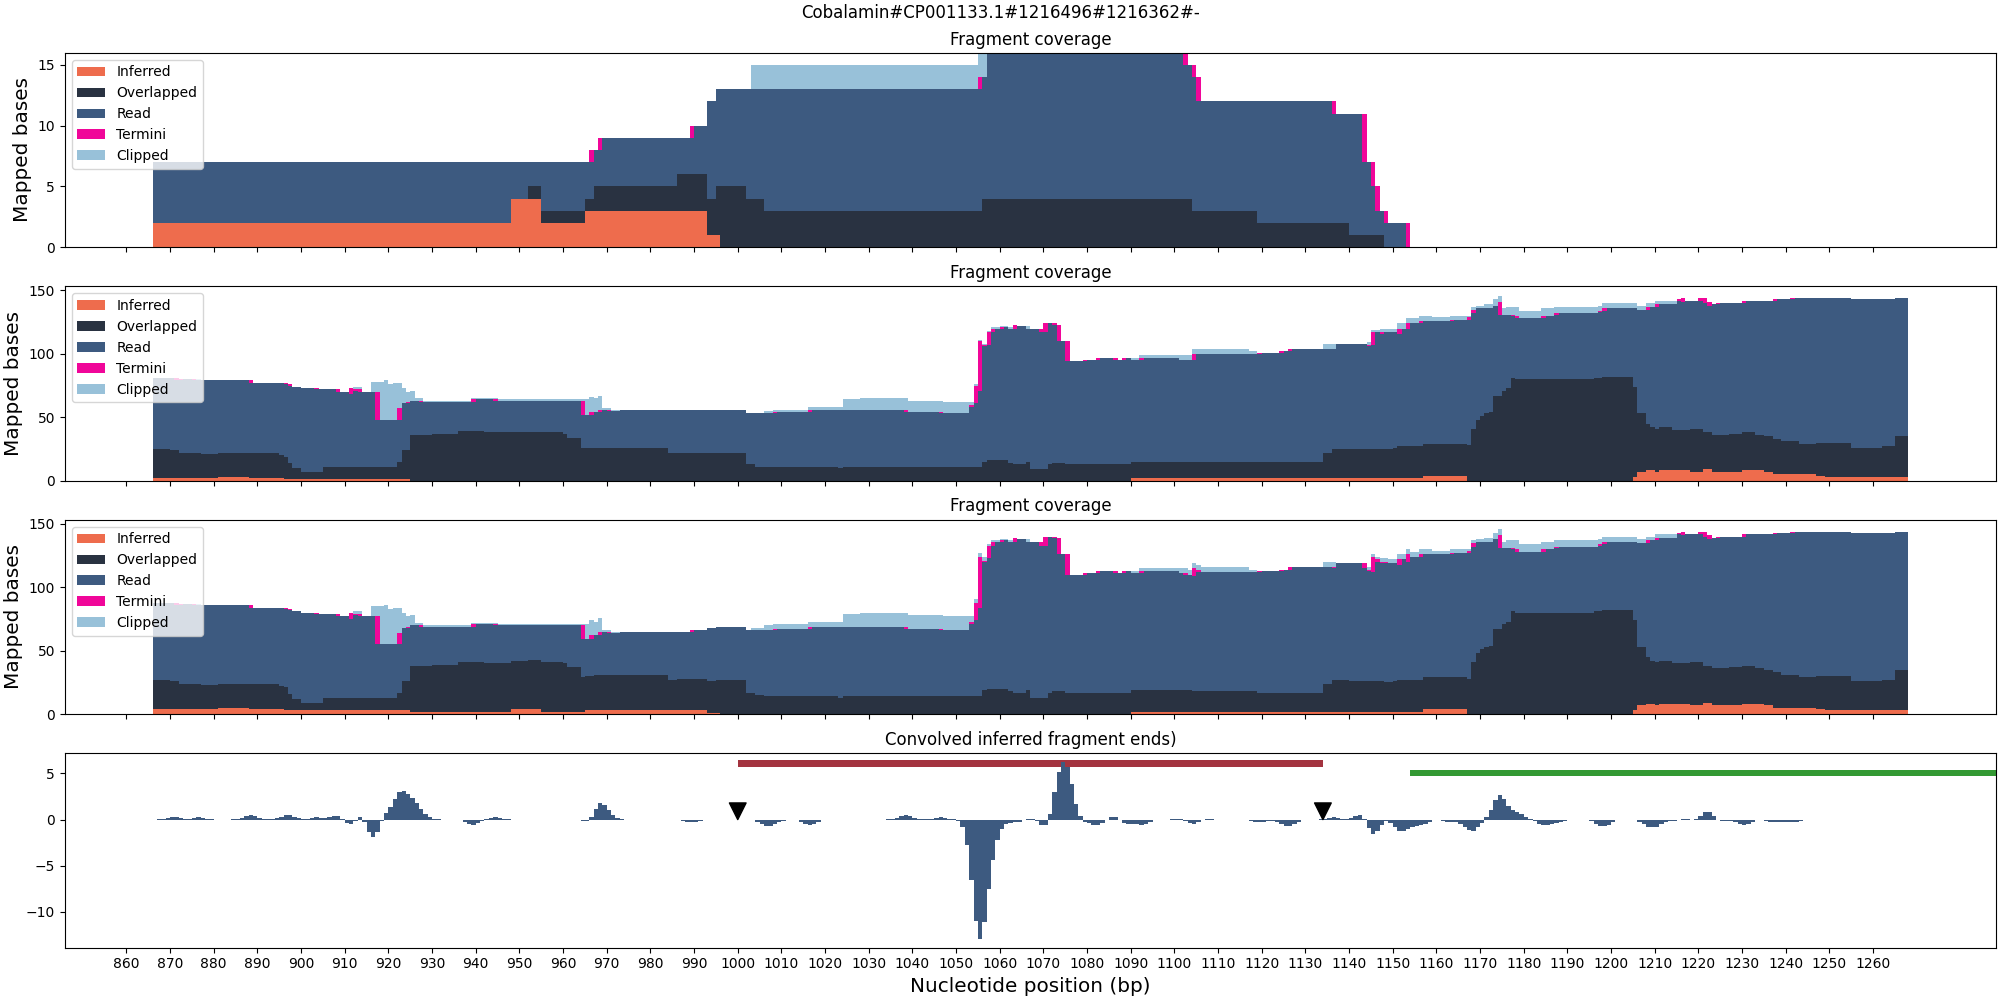 Cobalamin#CP001133.1#1216496#1216362#-
Fragment coverage
Mapped bases
15
10
5
0
Inferred
Overlapped
Read
Termini
Clipped
Fragment coverage
Mapped bases
150
100
50
0
Inferred
Overlapped
Read
Termini
Clipped
Fragment coverage
Mapped bases
150
100
50
0
Inferred
Overlapped
Read
Termini
Clipped
Convolved inferred fragment ends)
5
0
−5
−10
860 870 880 890 900 910 920 930 940 950 960 970 980 990 1000 1010 1020 1030 1040 1050 1060 1070 1080 1090 1100 1110 1120 1130 1140 1150 1160 1170 1180 1190 1200 1210 1220 1230 1240 1250 1260
Nucleotide position (bp)